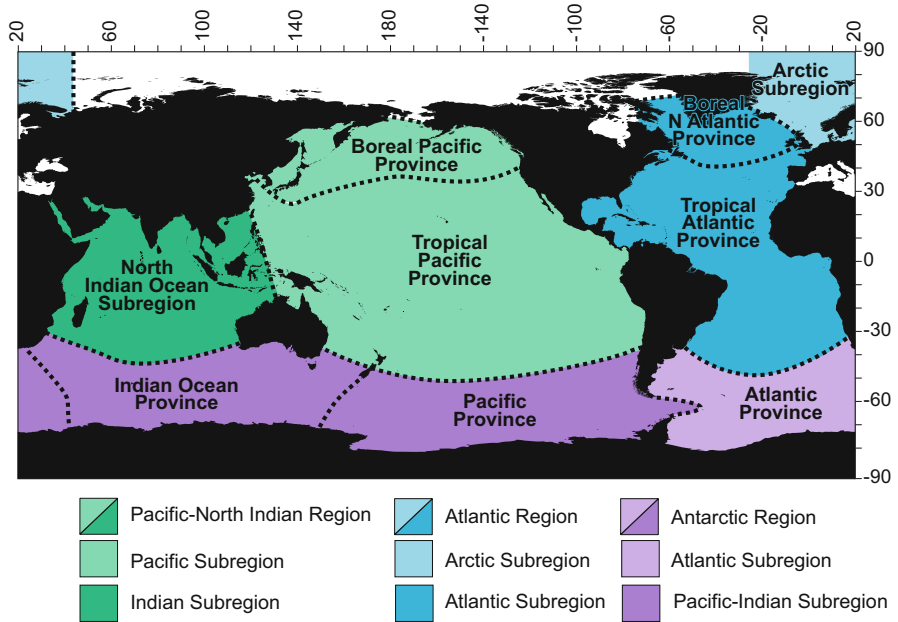 20 60 100 140 180 -140 -100 -60 -20 20
90
Arctic
Subregion
Boreal
N Atlantic
Province
60
Boreal Pacific
Province
30
Tropical
Atlantic
Province
Tropical
Pacific
Province
North
Indian Ocean
Subregion
0
-30
Indian Ocean
Province
Pacific
Province
Atlantic
Province
-60
-90
Pacific-North Indian Region
Atlantic Region
Antarctic Region
Pacific Subregion
Arctic Subregion
Atlantic Subregion
Indian Subregion
Atlantic Subregion
Pacific-Indian Subregion